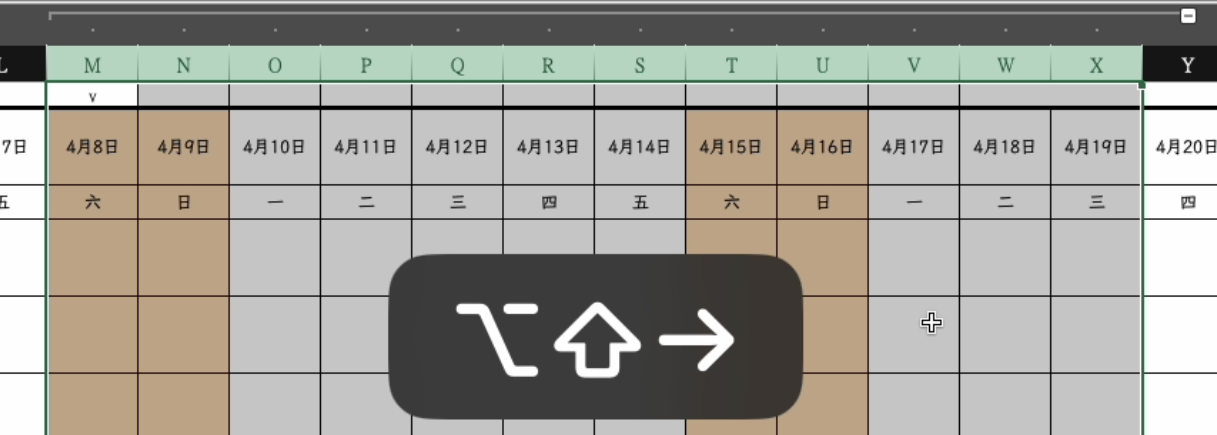 L M N O P Q R S T U V W X Y
v
7日 4月8日 4月9日 4月10日 4月11日 4月12日 4月13日 4月14日 4月15日 4月16日 4月17日 4月18日 4月19日 4月20日
五 六 日 一 二 三 四 五 六 日 一 二 三 四
⌥⇧→